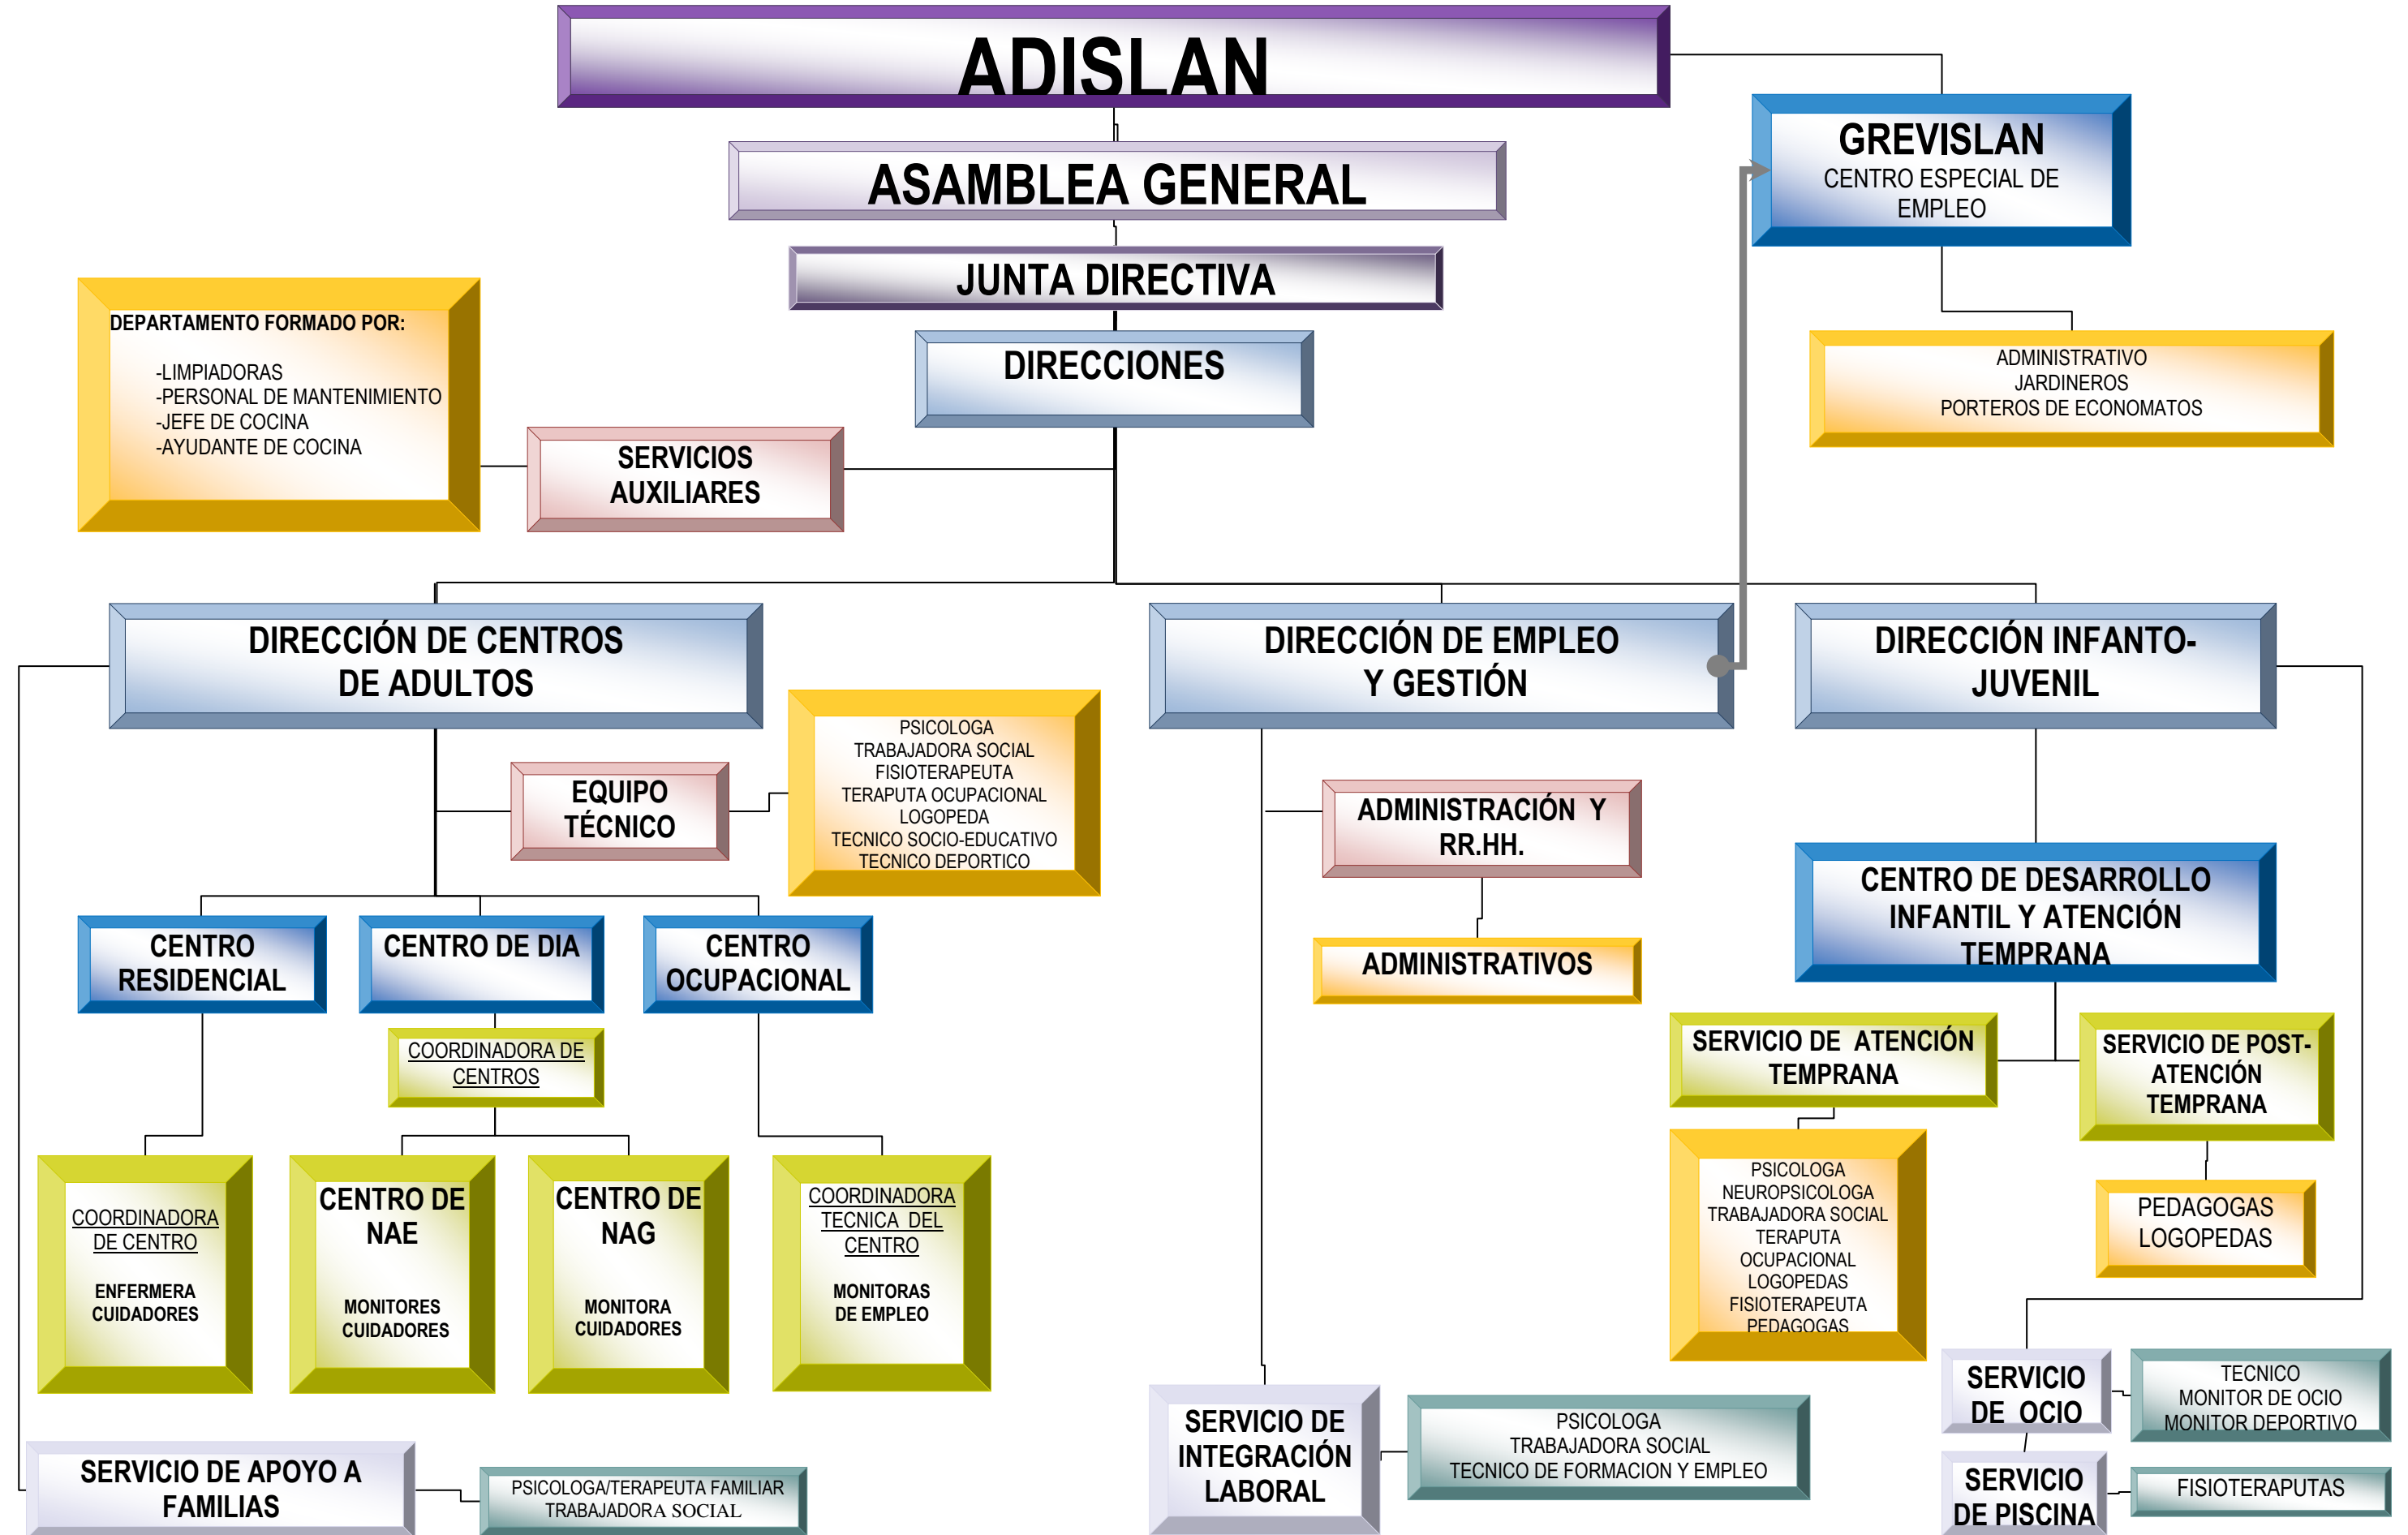 ADISLAN
GREVISLAN
CENTRO ESPECIAL DE
EMPLEO
ASAMBLEA GENERAL
JUNTA DIRECTIVA
DEPARTAMENTO FORMADO POR:
-LIMPIADORAS
-PERSONAL DE MANTENIMIENTO
-JEFE DE COCINA
-AYUDANTE DE COCINA
DIRECCIONES
ADMINISTRATIVO
JARDINEROS
PORTEROS DE ECONOMATOS
SERVICIOS
AUXILIARES
DIRECCIÓN DE CENTROS
DE ADULTOS
DIRECCIÓN DE EMPLEO
Y GESTIÓN
DIRECCIÓN INFANTO-
JUVENIL
EQUIPO
TÉCNICO
PSICOLOGA
TRABAJADORA SOCIAL
FISIOTERAPEUTA
TERAPUTA OCUPACIONAL
LOGOPEDA
TECNICO SOCIO-EDUCATIVO
TECNICO DEPORTICO
ADMINISTRACIÓN Y
RR.HH.
ADMINISTRATIVOS
CENTRO DE DESARROLLO
INFANTIL Y ATENCIÓN
TEMPRANA
CENTRO
RESIDENCIAL
CENTRO DE DIA
CENTRO
OCUPACIONAL
COORDINADORA DE
CENTROS
SERVICIO DE ATENCIÓN
TEMPRANA
SERVICIO DE POST-
ATENCIÓN
TEMPRANA
COORDINADORA
DE CENTRO
ENFERMERA
CUIDADORES
CENTRO DE
NAE
MONITORES
CUIDADORES
CENTRO DE
NAG
MONITORA
CUIDADORES
COORDINADORA
TECNICA DEL
CENTRO
MONITORAS
DE EMPLEO
PSICOLOGA
NEUROPSICOLOGA
TRABAJADORA SOCIAL
TERAPUTA
OCUPACIONAL
LOGOPEDAS
FISIOTERAPEUTA
PEDAGOGAS
PEDAGOGAS
LOGOPEDAS
SERVICIO DE APOYO A
FAMILIAS
PSICOLOGA/TERAPEUTA FAMILIAR
TRABAJADORA SOCIAL
SERVICIO DE
INTEGRACIÓN
LABORAL
PSICOLOGA
TRABAJADORA SOCIAL
TECNICO DE FORMACION Y EMPLEO
SERVICIO
DE OCIO
TECNICO
MONITOR DE OCIO
MONITOR DEPORTIVO
SERVICIO
DE PISCINA
FISIOTERAPUTAS